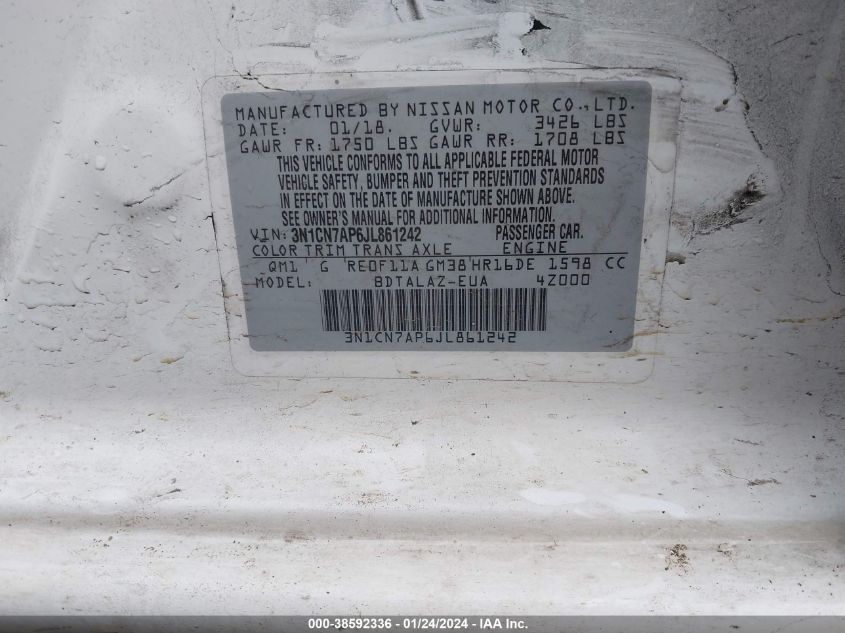 MANUFACTURED BY NISSAN MOTOR CO.,LTD.
DATE: 01/18. GVWR: 3426 LBS
GAWR FR: 1750 LBS GAWR RR: 1708 LBS
THIS VEHICLE CONFORMS TO ALL APPLICABLE FEDERAL MOTOR
VEHICLE SAFETY, BUMPER AND THEFT PREVENTION STANDARDS
IN EFFECT ON THE DATE OF MANUFACTURE SHOWN ABOVE.
SEE OWNER'S MANUAL FOR ADDITIONAL INFORMATION.
VIN: 3N1CN7AP6JL861242 PASSENGER CAR.
COLOR TRIM TRANS AXLE ENGINE
QM1 G RE0F11A GM38 HR16DE 1598 CC
MODEL: BDTALAZ-EUA 4Z000
3N1CN7AP6JL861242
000-38592336 - 01/24/2024 - IAA Inc.